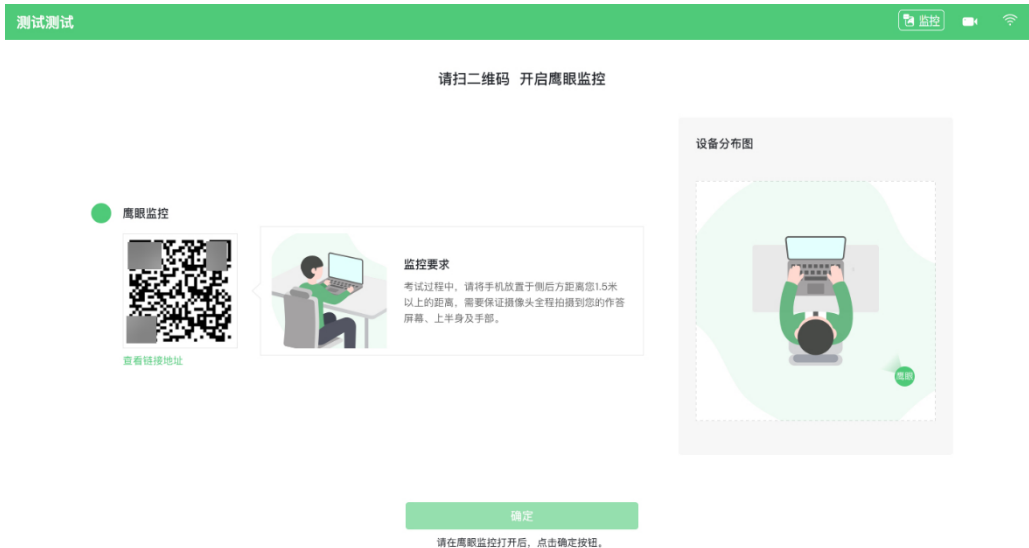 测试测试
监控
请扫二维码 开启鹰眼监控
设备分布图
鹰眼监控
监控要求
考试过程中，请将手机放置于侧后方距离您1.5米
以上的距离，需要保证摄像头全程拍摄到您的作答
屏幕、上半身及手部。
查看链接地址
鹰眼
确定
请在鹰眼监控打开后，点击确定按钮。